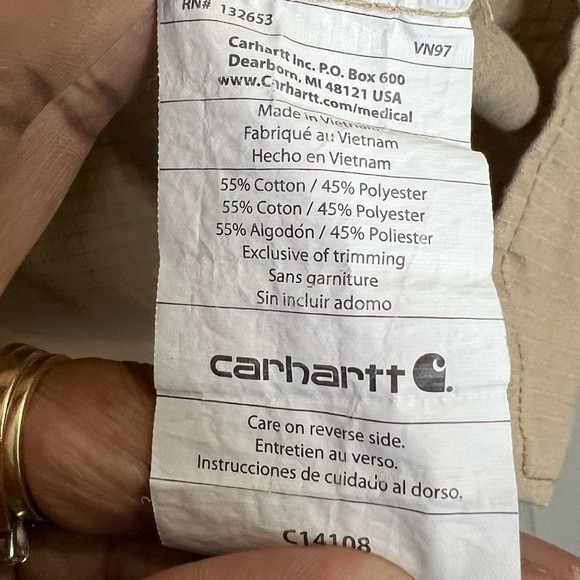 RN# 132653
VN97
Carhartt Inc. P.O. Box 600
Dearborn, MI 48121 USA
www.Carhartt.com/medical
Made in Vietnam
Fabriqué au Vietnam
Hecho en Vietnam
55% Cotton / 45% Polyester
55% Coton / 45% Polyester
55% Algodón / 45% Poliester
Exclusive of trimming
Sans garniture
Sin incluir adorno
carhartt
Care on reverse side.
Entretien au verso.
Instrucciones de cuidado al dorso.
C14108